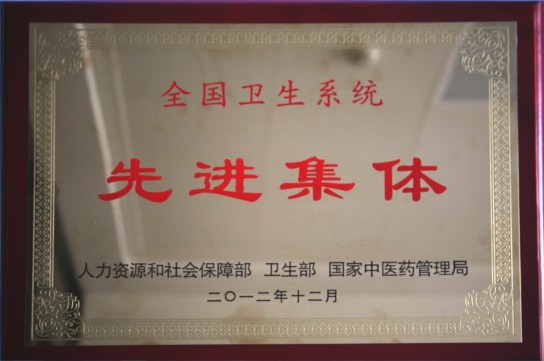 全国卫生系统
先进集体
人力资源和社会保障部 卫生部 国家中医药管理局
二〇一二年十二月